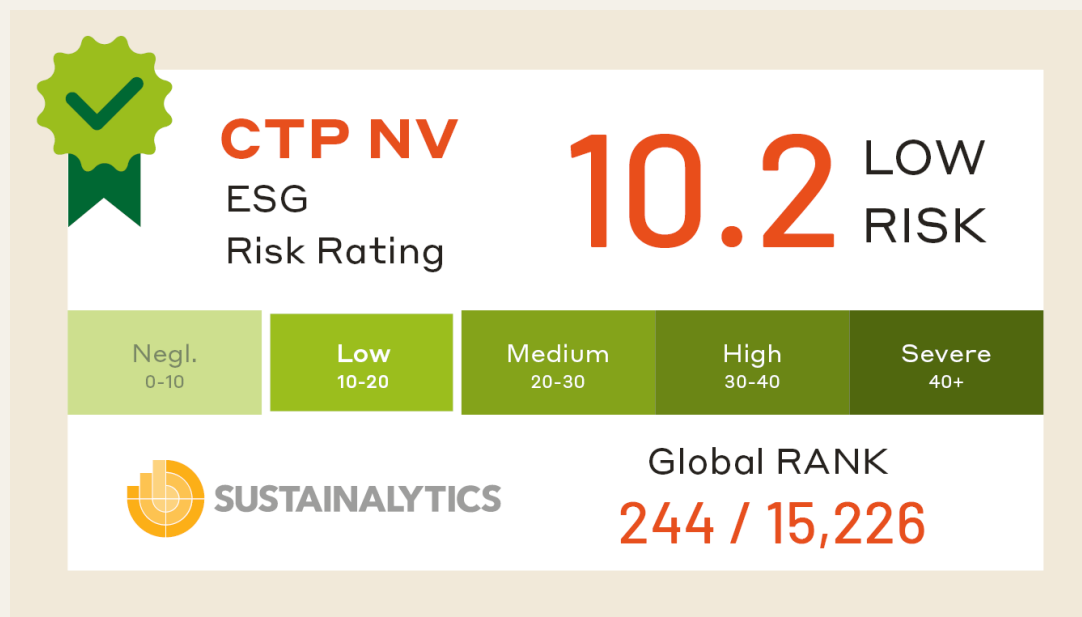 CTP NV
ESG
Risk Rating
10.2
LOW
RISK
Negl.
0-10
Low
10-20
Medium
20-30
High
30-40
Severe
40+
SUSTAINALYTICS
Global RANK
244 / 15,226